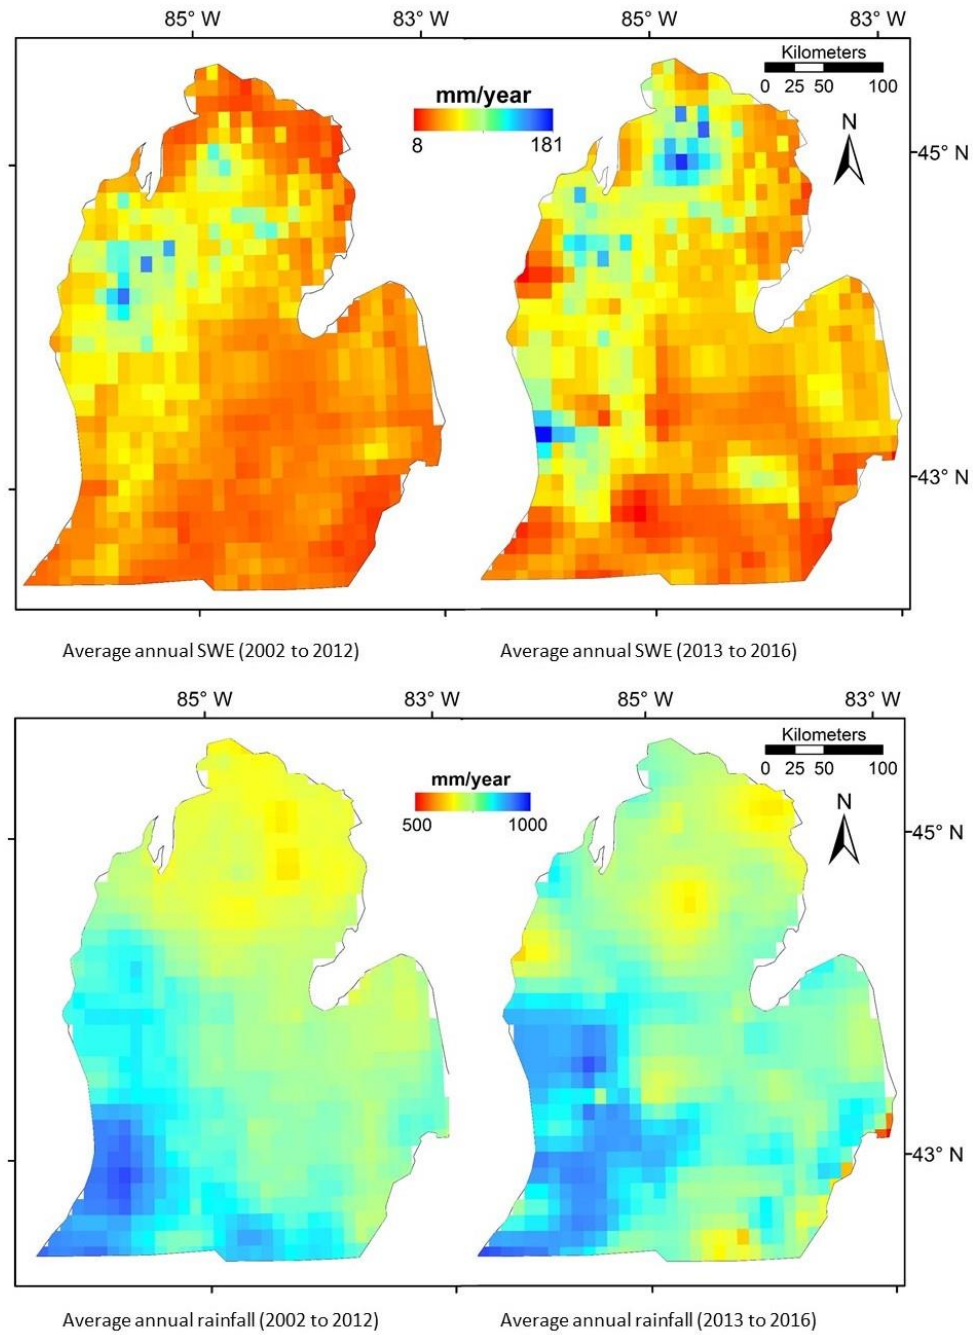 85° W 83° W 85° W 83° W
Kilometers
0 25 50 100
mm/year
8 181
N
45° N
43° N
Average annual SWE (2002 to 2012) Average annual SWE (2013 to 2016)
85° W 83° W 85° W 83° W
Kilometers
0 25 50 100
mm/year
500 1000
N
45° N
43° N
Average annual rainfall (2002 to 2012) Average annual rainfall (2013 to 2016)